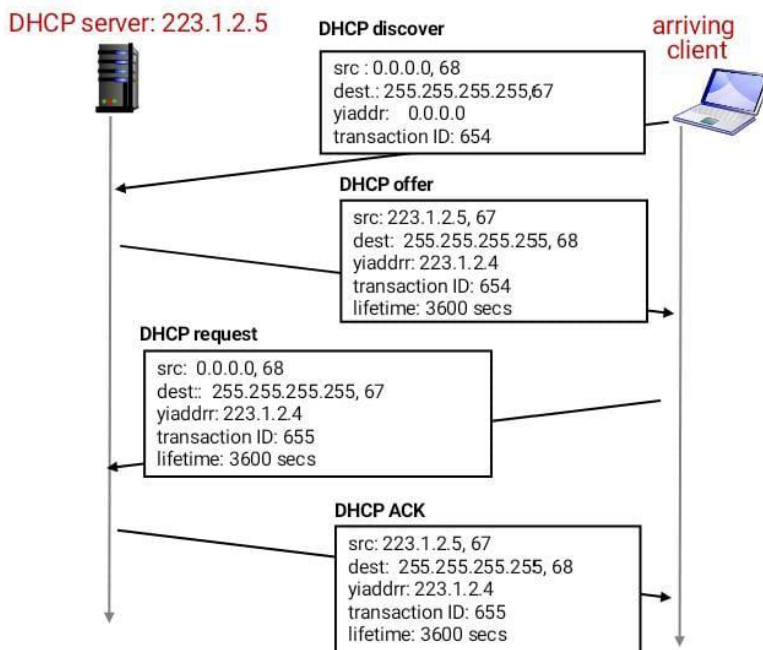 DHCP server: 223.1.2.5
DHCP discover
arriving
client
src : 0.0.0.0, 68
dest.: 255.255.255.255,67
yiaddr: 0.0.0.0
transaction ID: 654
DHCP offer
src: 223.1.2.5, 67
dest: 255.255.255.255, 68
yiaddrr: 223.1.2.4
transaction ID: 654
lifetime: 3600 secs
DHCP request
src: 0.0.0.0, 68
dest:: 255.255.255.255, 67
yiaddrr: 223.1.2.4
transaction ID: 655
lifetime: 3600 secs
DHCP ACK
src: 223.1.2.5, 67
dest: 255.255.255.255, 68
yiaddrr: 223.1.2.4
transaction ID: 655
lifetime: 3600 secs